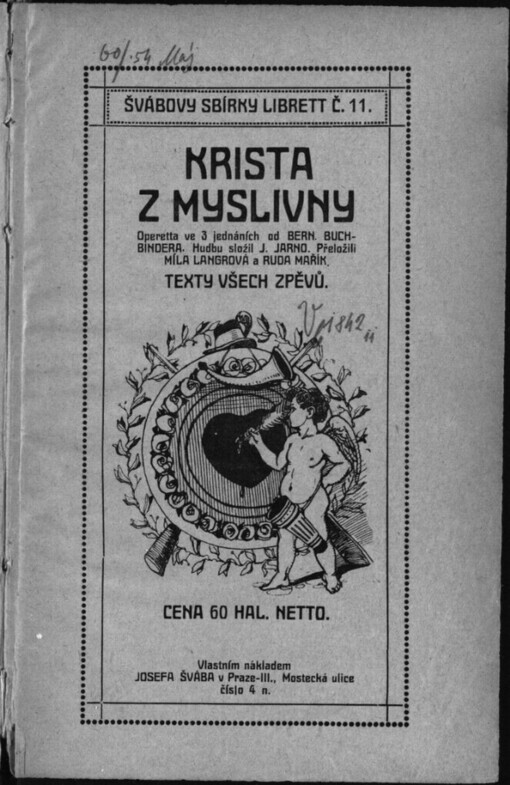 60/.54 Máj
ŠVÁBOVY SBÍRKY LIBRETT Č. 11.
KRISTA
Z MYSLIVNY
Operetta ve 3 jednáních od BERN. BUCH-
BINDERA. Hudbu složil J. JARNO. Přeložili
MÍLA LANGROVÁ a RUDA MAŘÍK.
TEXTY VŠECH ZPĚVŮ.
CENA 60 HAL. NETTO.
Vlastním nákladem
JOSEFA ŠVÁBA v Praze-III., Mostecká ulice
číslo 4 n.